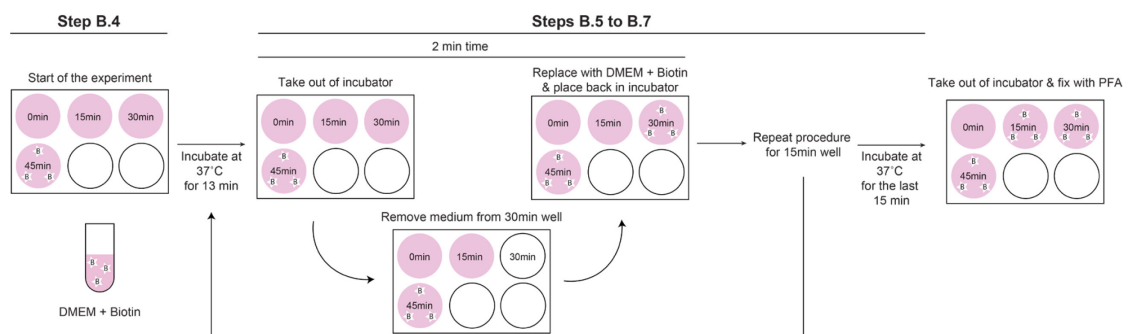 Step B.4
Steps B.5 to B.7
2 min time
Start of the experiment
0min
15min
30min
B
45min
B
B
B
B
B
DMEM + Biotin
Incubate at
37˚C
for 13 min
Take out of incubator
0min
15min
30min
B
45min
B
B
Remove medium from 30min well
0min
15min
30min
B
45min
B
B
Replace with DMEM + Biotin
& place back in incubator
0min
15min
B
30min
B
B
B
45min
B
B
Repeat procedure
for 15min well
Incubate at
37˚C
for the last
15 min
Take out of incubator & fix with PFA
0min
B
15min
B
B
B
30min
B
B
B
45min
B
B